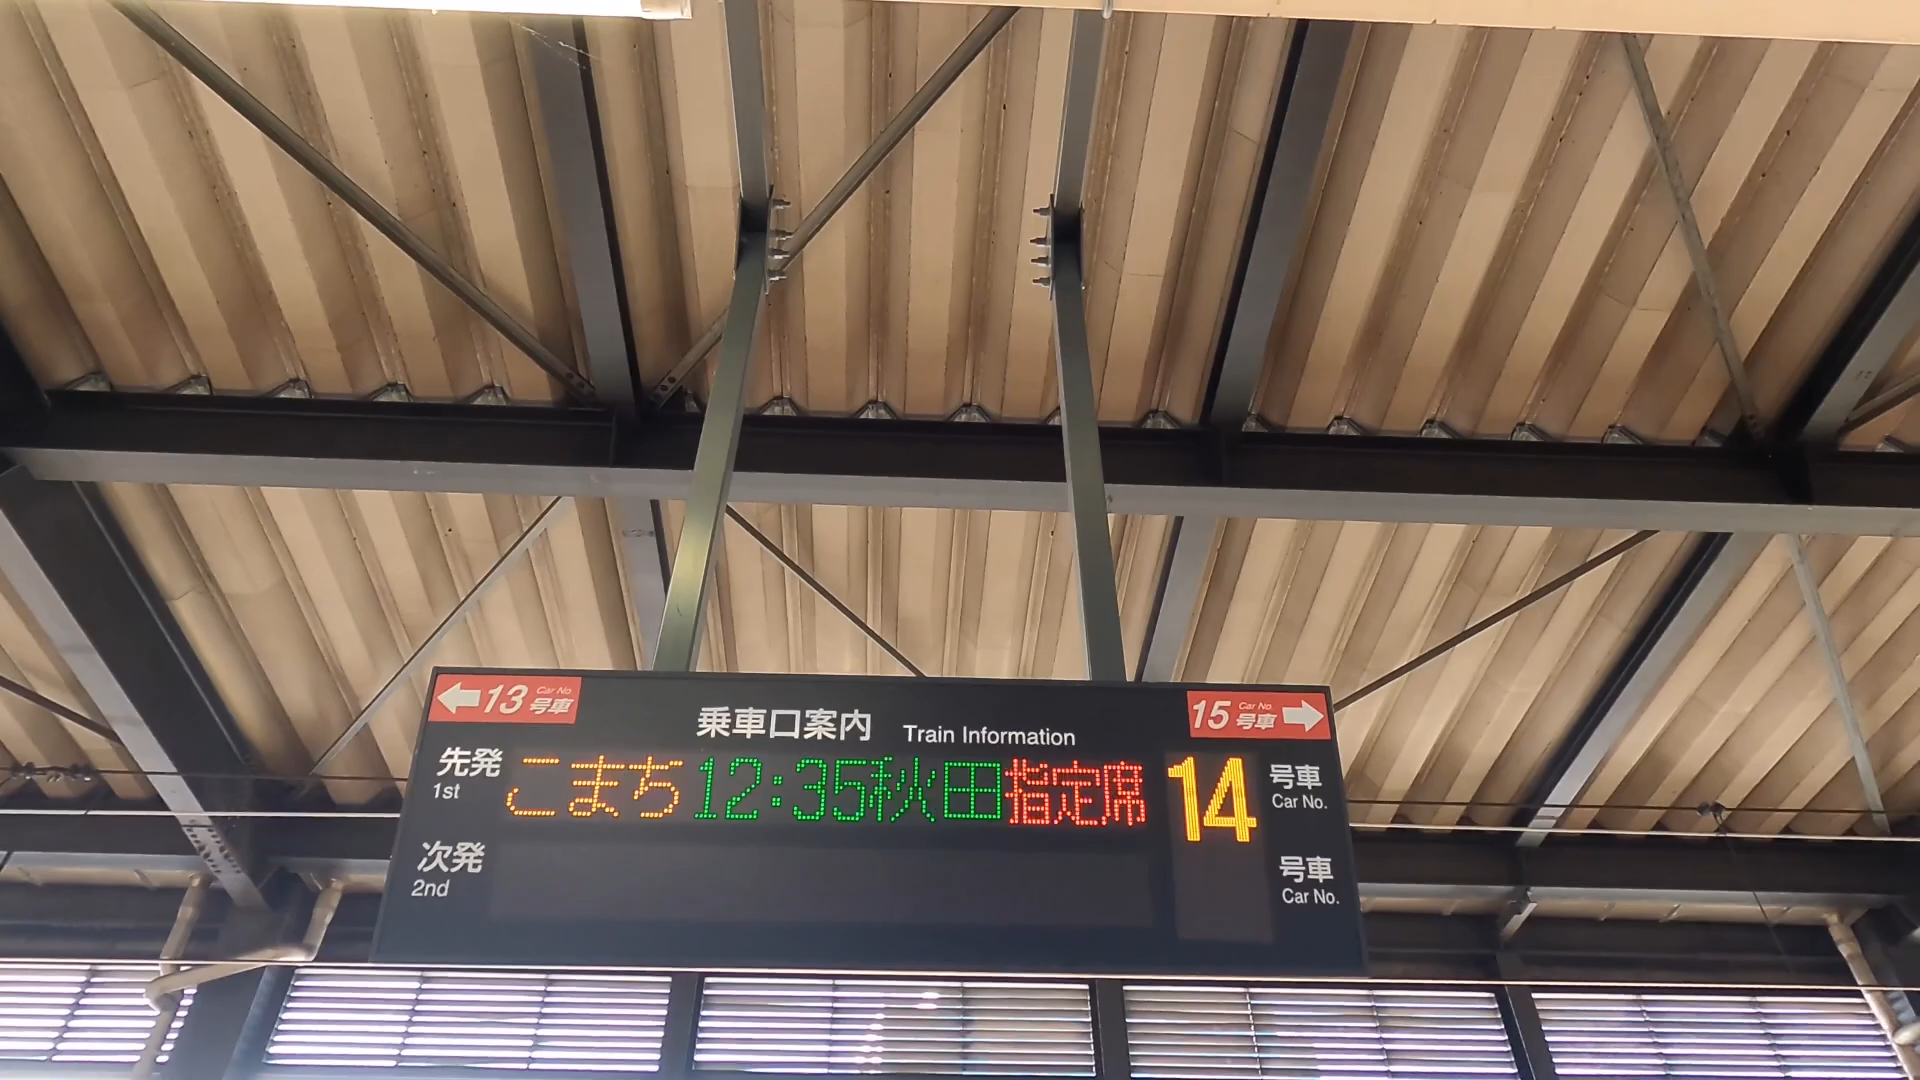 ←13 Car No. 号車
乗車口案内 Train Information
15 Car No. 号車→
先発 こまち 12:35 秋田 指定席 14 号車
1st Car No.
次発 号車
2nd Car No.